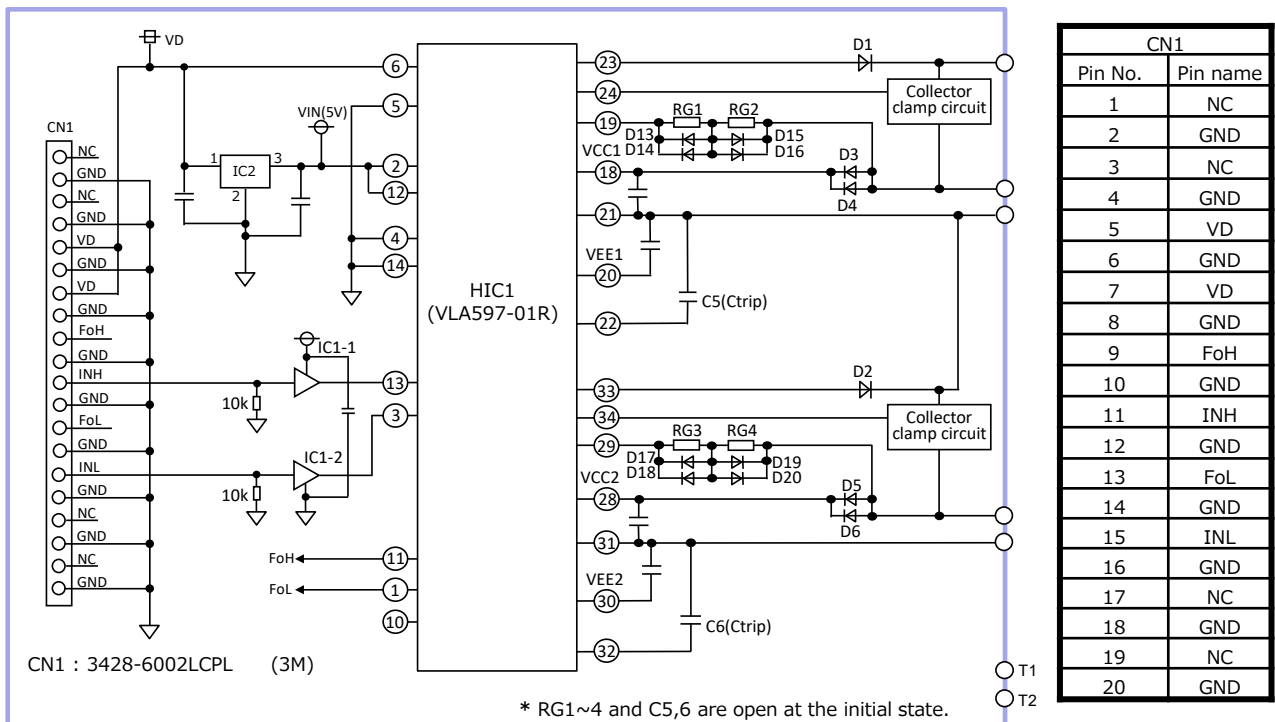 VD
CN1
NC
GND
NC
GND
VD
GND
VD
GND
FoH
GND
INH
GND
FoL
GND
INL
GND
NC
GND
NC
GND
VIN(5V)
1
IC2
3
2
IC1-1
10k
IC1-2
10k
FoH
FoL
6
5
2
12
4
14
13
3
11
1
10
HIC1
(VLA597-01R)
23
24
19
VCC1
18
21
VEE1
20
22
33
34
29
VCC2
28
31
VEE2
30
32
D1
Collector
clamp circuit
RG1 RG2
D13 D15
D14 D16
D3
D4
C5(Ctrip)
D2
Collector
clamp circuit
RG3 RG4
D17 D19
D18 D20
D5
D6
C6(Ctrip)
T1
T2
CN1 : 3428-6002LCPL (3M)
* RG1~4 and C5,6 are open at the initial state.
CN1
Pin No. Pin name
1 NC
2 GND
3 NC
4 GND
5 VD
6 GND
7 VD
8 GND
9 FoH
10 GND
11 INH
12 GND
13 FoL
14 GND
15 INL
16 GND
17 NC
18 GND
19 NC
20 GND